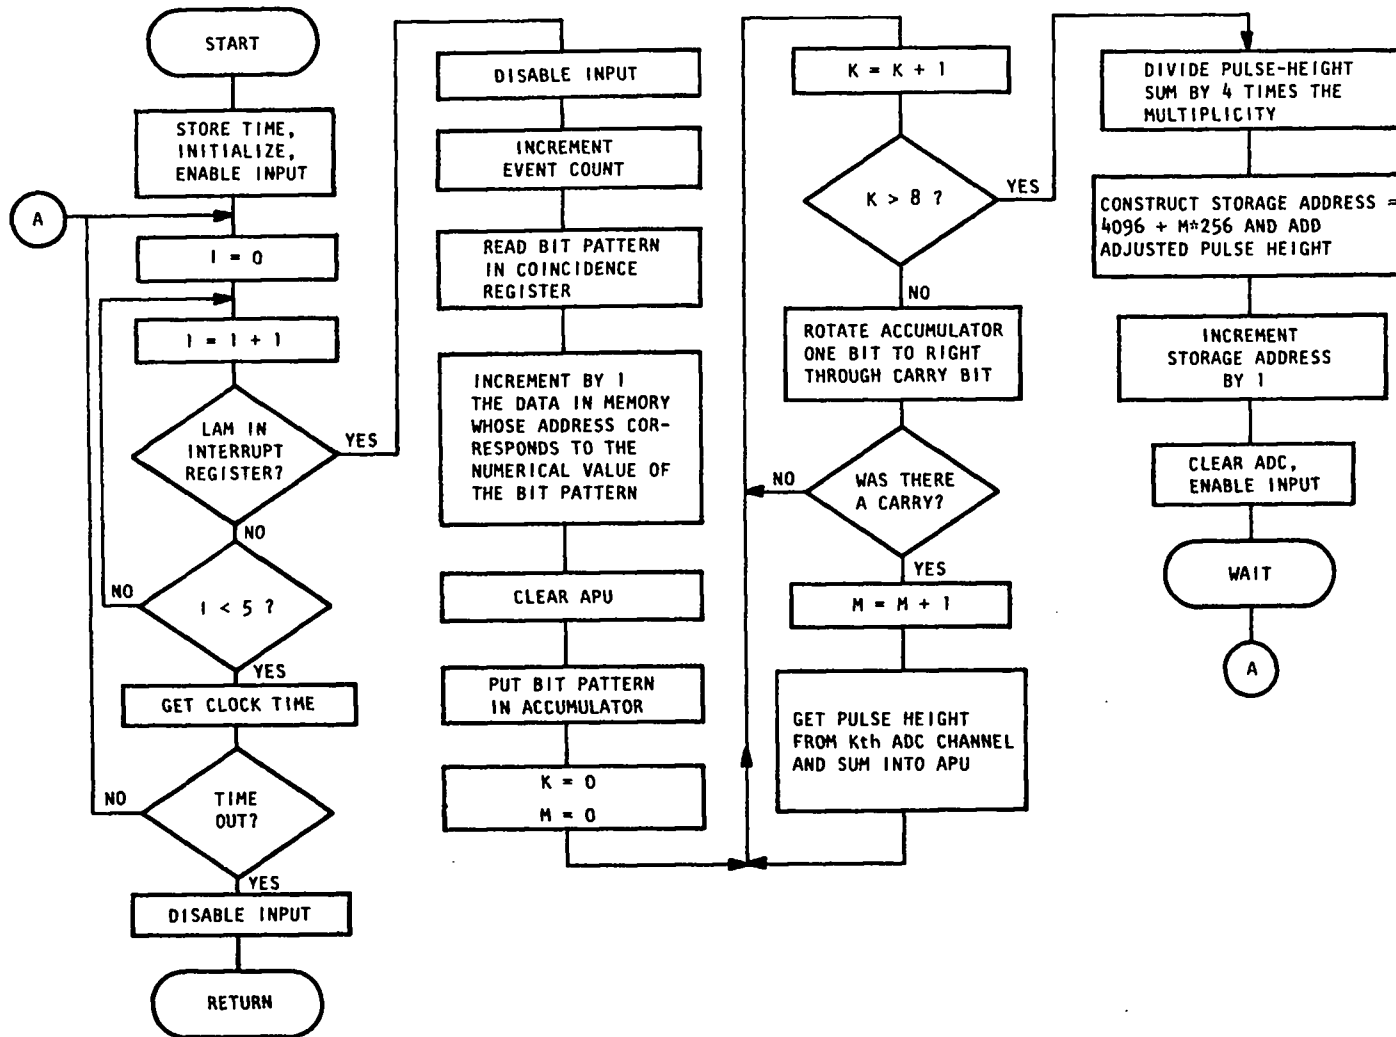 START
STORE TIME,
INITIALIZE,
ENABLE INPUT
A
I = 0
I = I + 1
LAM IN
INTERRUPT
REGISTER?
YES
NO
I < 5 ?
NO
YES
GET CLOCK TIME
TIME
OUT?
NO
YES
DISABLE INPUT
RETURN
DISABLE INPUT
INCREMENT
EVENT COUNT
READ BIT PATTERN
IN COINCIDENCE
REGISTER
INCREMENT BY 1
THE DATA IN MEMORY
WHOSE ADDRESS COR-
RESPONDS TO THE
NUMERICAL VALUE OF
THE BIT PATTERN
CLEAR APU
PUT BIT PATTERN
IN ACCUMULATOR
K = 0
M = 0
K = K + 1
K > 8 ?
YES
NO
ROTATE ACCUMULATOR
ONE BIT TO RIGHT
THROUGH CARRY BIT
WAS THERE
A CARRY?
NO
YES
M = M + 1
GET PULSE HEIGHT
FROM Kth ADC CHANNEL
AND SUM INTO APU
DIVIDE PULSE-HEIGHT
SUM BY 4 TIMES THE
MULTIPLICITY
CONSTRUCT STORAGE ADDRESS =
4096 + M*256 AND ADD
ADJUSTED PULSE HEIGHT
INCREMENT
STORAGE ADDRESS
BY 1
CLEAR ADC,
ENABLE INPUT
WAIT
A